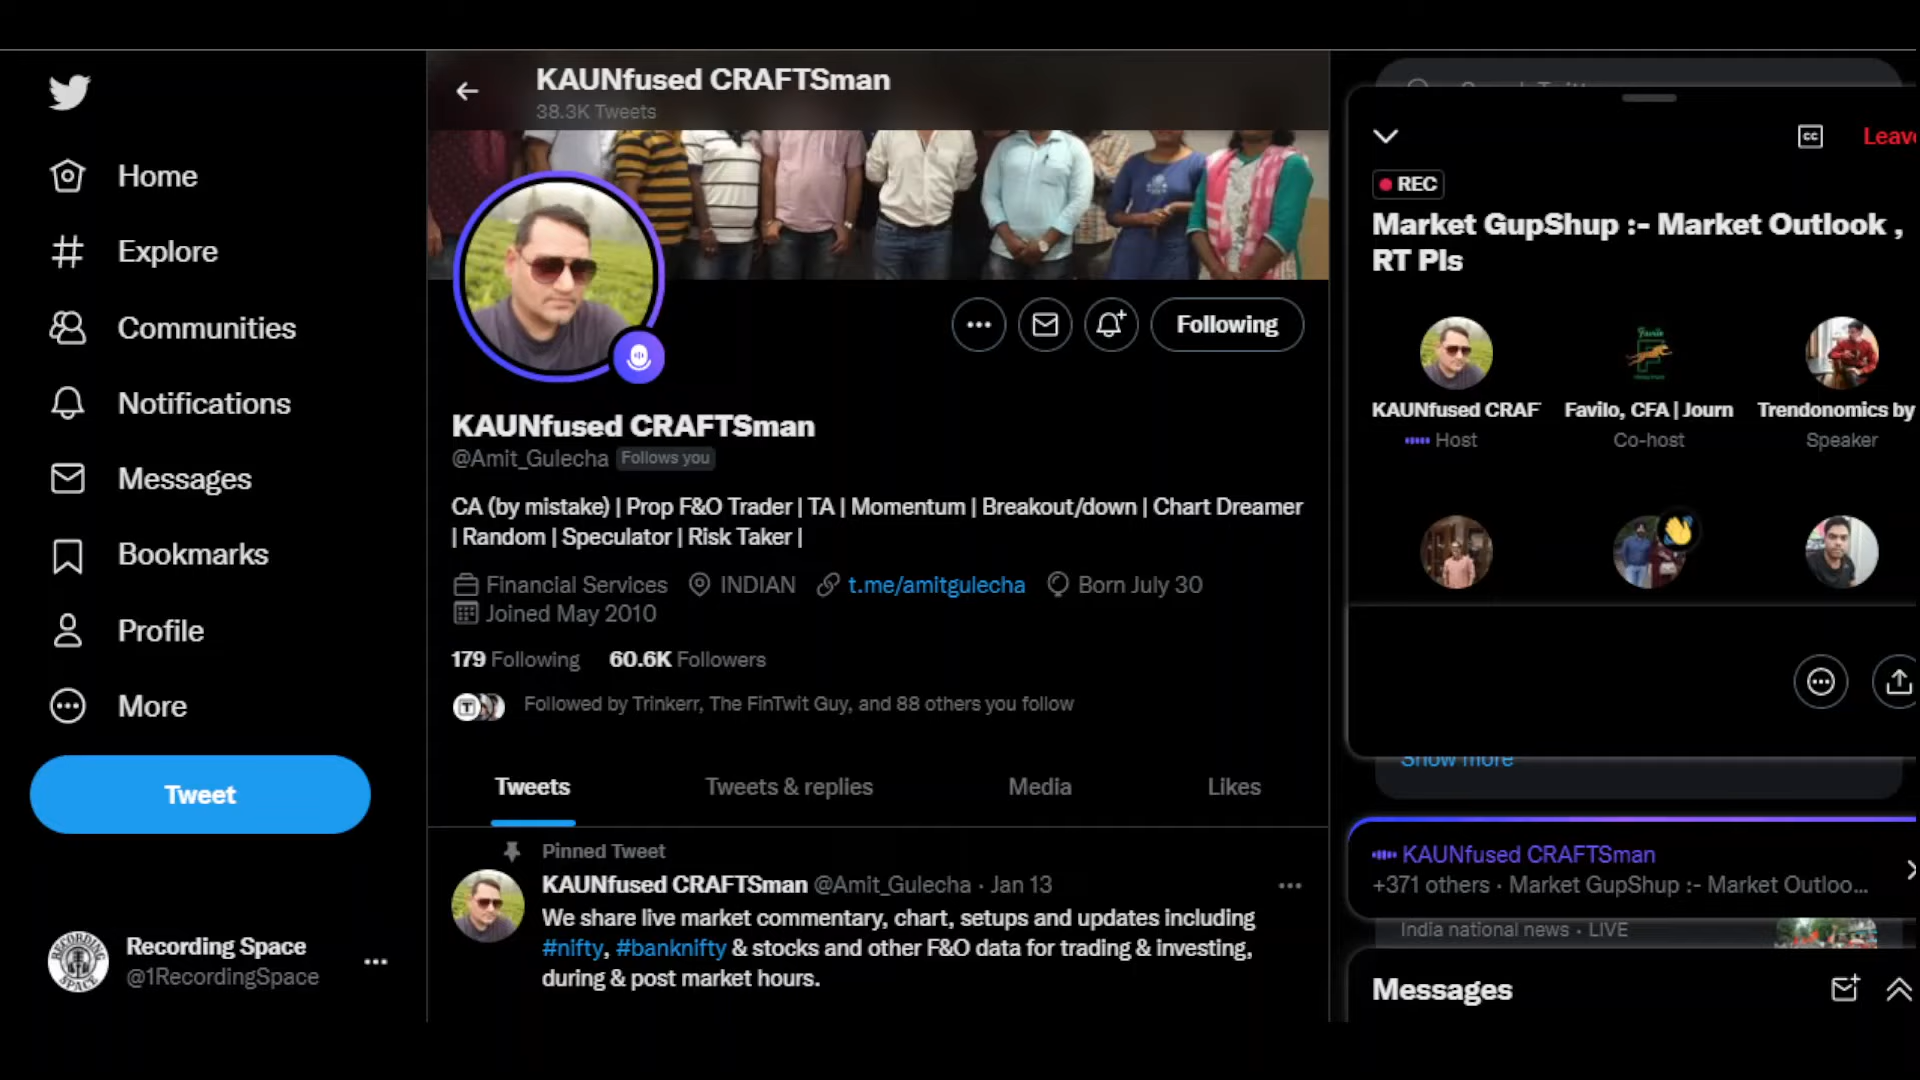 Home
Explore
Communities
Notifications
Messages
Bookmarks
Profile
More
Tweet
RECORDING SPACE
Recording Space
@1RecordingSpace
KAUNfused CRAFTSman
38.3K Tweets
Following
KAUNfused CRAFTSman
@Amit_Gulecha Follows you
CA (by mistake) | Prop F&O Trader | TA | Momentum | Breakout/down | Chart Dreamer
| Random | Speculator | Risk Taker |
Financial Services INDIAN t.me/amitgulecha Born July 30
Joined May 2010
179 Following 60.6K Followers
Followed by Trinkerr, The FinTwit Guy, and 88 others you follow
Tweets Tweets & replies Media Likes
Pinned Tweet
KAUNfused CRAFTSman @Amit_Gulecha · Jan 13
We share live market commentary, chart, setups and updates including
#nifty, #banknifty & stocks and other F&O data for trading & investing,
during & post market hours.
CC Leav
REC
Market GupShup :- Market Outlook ,
RT Pls
KAUNfused CRAF Favilo, CFA | Journ Trendonomics by
Host Co-host Speaker
Show more
KAUNfused CRAFTSman
+371 others · Market GupShup :- Market Outloo...
India national news · LIVE
Messages